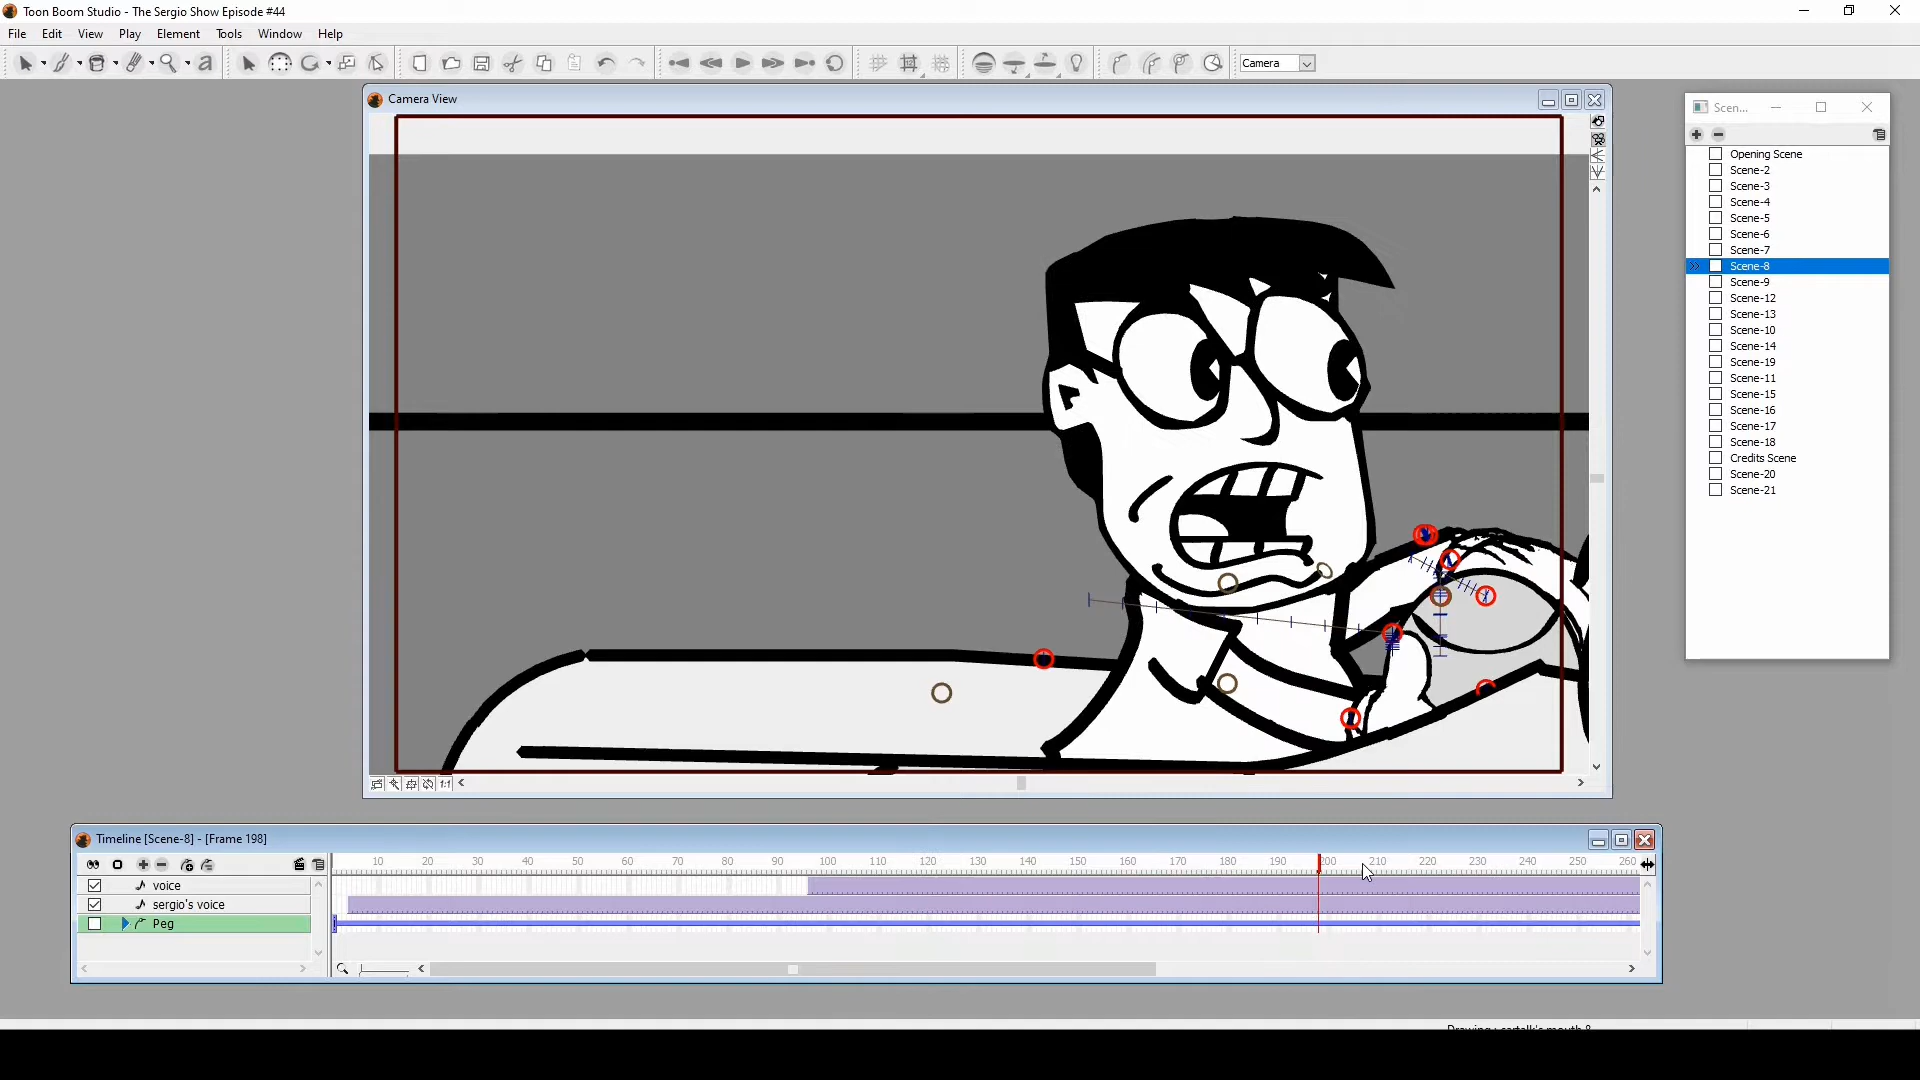 Toon Boom Studio - The Sergio Show Episode #44
File Edit View Play Element Tools Window Help
Camera
Camera View
Scen...
Opening Scene
Scene-2
Scene-3
Scene-4
Scene-5
Scene-6
Scene-7
Scene-8
Scene-9
Scene-12
Scene-13
Scene-10
Scene-14
Scene-19
Scene-11
Scene-15
Scene-16
Scene-17
Scene-18
Credits Scene
Scene-20
Scene-21
1:1
Timeline [Scene-8] - [Frame 198]
10 20 30 40 50 60 70 80 90 100 110 120 130 140 150 160 170 180 190 200 210 220 230 240 250 260
voice
sergio's voice
Peg